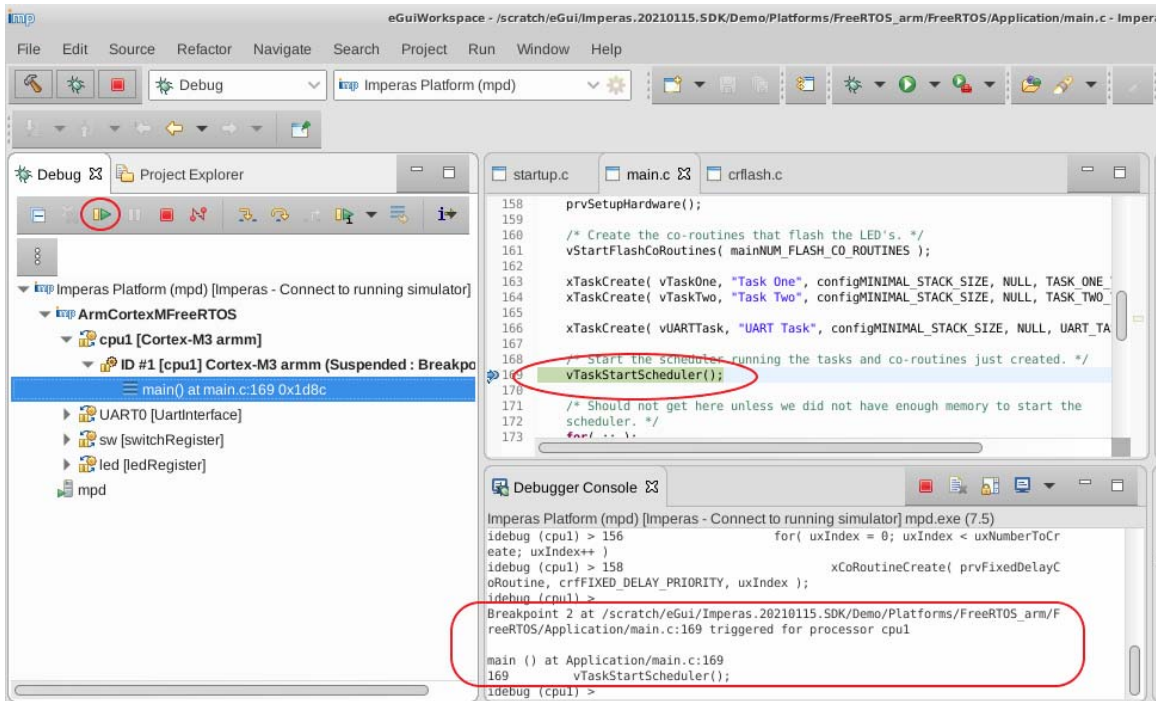 imp
eGuiWorkspace - /scratch/eGui/Imperas.20210115.SDK/Demo/Platforms/FreeRTOS_arm/FreeRTOS/Application/main.c - Impera
File Edit Source Refactor Navigate Search Project Run Window Help
Debug
imp Imperas Platform (mpd)
Debug
Project Explorer
imp Imperas Platform (mpd) [Imperas - Connect to running simulator]
imp ArmCortexMFreeRTOS
cpu1 [Cortex-M3 armm]
ID #1 [cpu1] Cortex-M3 armm (Suspended : Breakpo
main() at main.c:169 0x1d8c
UART0 [UartInterface]
sw [switchRegister]
led [ledRegister]
mpd
startup.c
main.c
crflash.c
158 prvSetupHardware();
159
160 /* Create the co-routines that flash the LED's. */
161 vStartFlashCoRoutines( mainNUM_FLASH_CO_ROUTINES );
162
163 xTaskCreate( vTaskOne, "Task One", configMINIMAL_STACK_SIZE, NULL, TASK_ONE_
164 xTaskCreate( vTaskTwo, "Task Two", configMINIMAL_STACK_SIZE, NULL, TASK_TWO_
165
166 xTaskCreate( vUARTTask, "UART Task", configMINIMAL_STACK_SIZE, NULL, UART_TA
167
168 /* Start the scheduler running the tasks and co-routines just created. */
169 vTaskStartScheduler();
170
171 /* Should not get here unless we did not have enough memory to start the
172 scheduler. */
173 for( ;; );
Debugger Console
Imperas Platform (mpd) [Imperas - Connect to running simulator] mpd.exe (7.5)
idebug (cpu1) > 156 for( uxIndex = 0; uxIndex < uxNumberToCr
eate; uxIndex++ )
idebug (cpu1) > 158 xCoRoutineCreate( prvFixedDelayC
oRoutine, crfFIXED_DELAY_PRIORITY, uxIndex );
idebug (cpu1) >
Breakpoint 2 at /scratch/eGui/Imperas.20210115.SDK/Demo/Platforms/FreeRTOS_arm/F
reeRTOS/Application/main.c:169 triggered for processor cpu1
main () at Application/main.c:169
169 vTaskStartScheduler();
idebug (cpu1) >